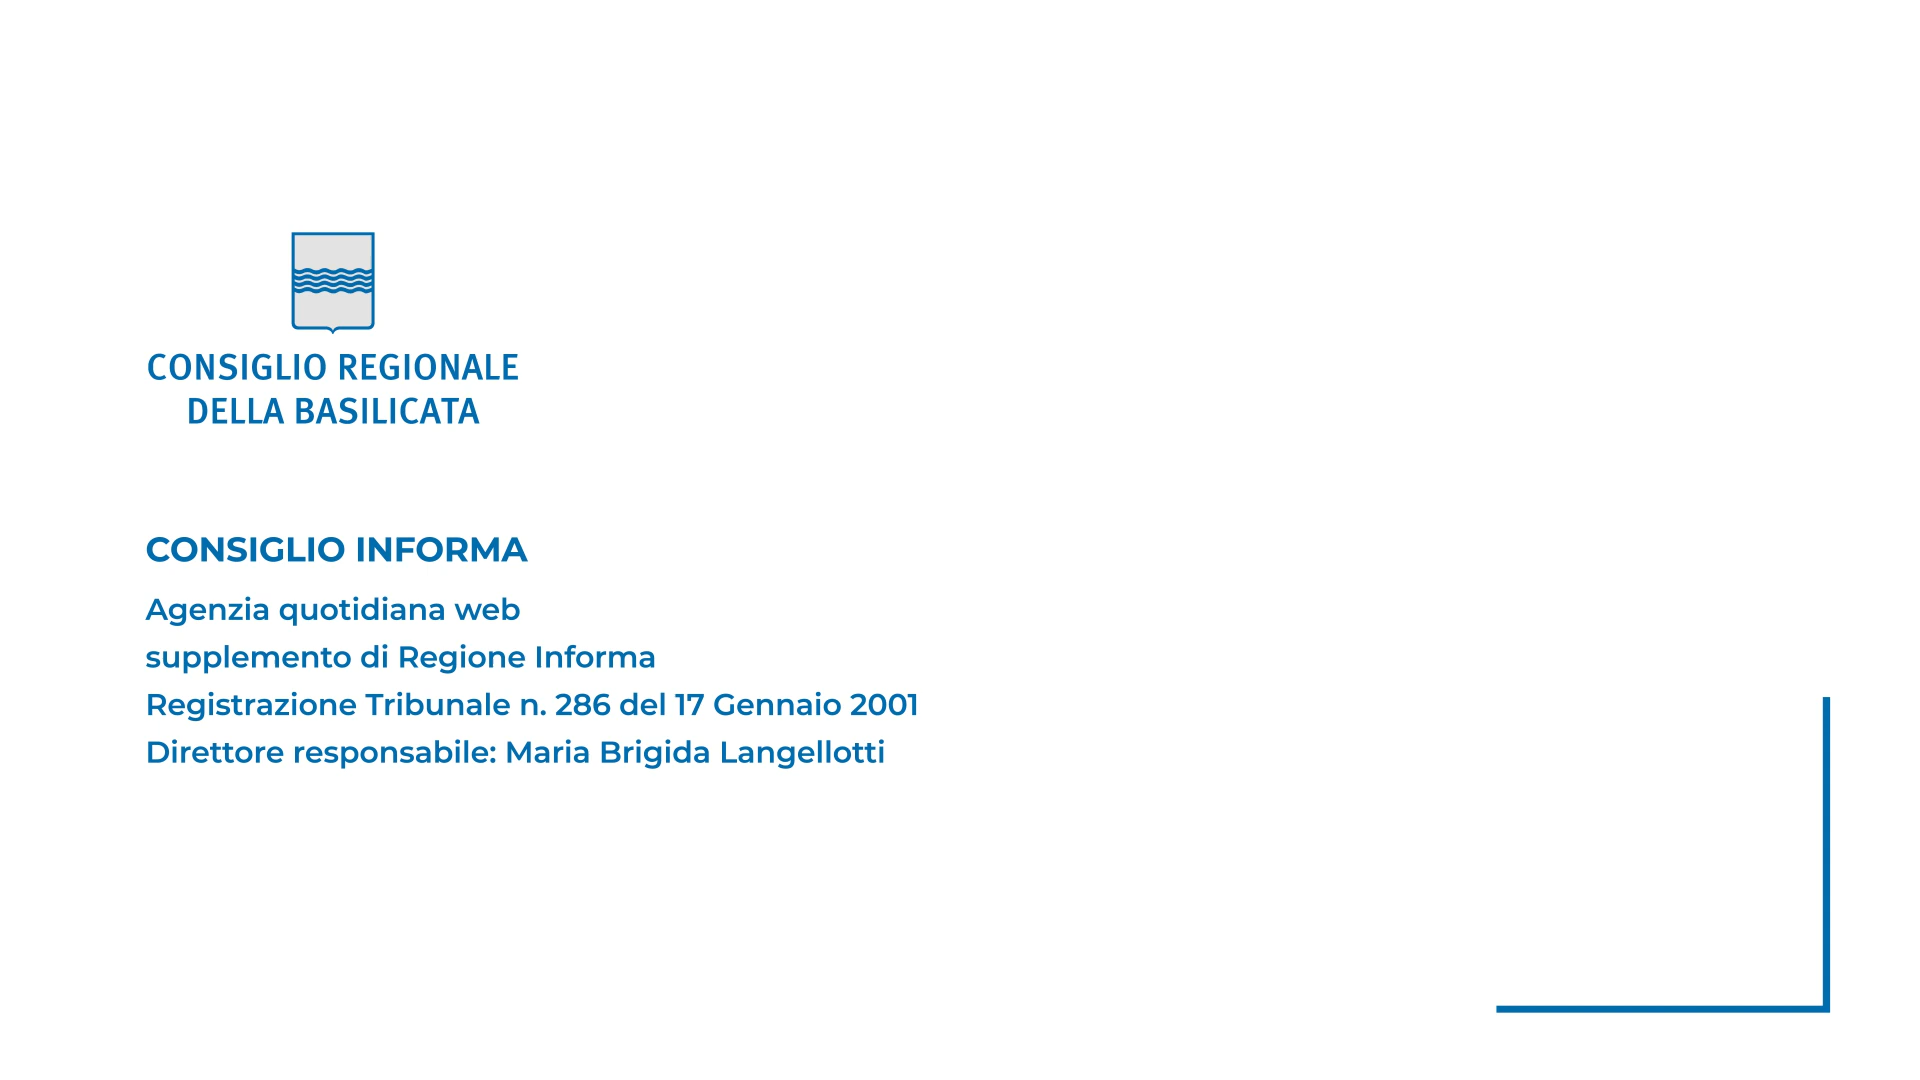 CONSIGLIO REGIONALE
DELLA BASILICATA
CONSIGLIO INFORMA
Agenzia quotidiana web
supplemento di Regione Informa
Registrazione Tribunale n. 286 del 17 Gennaio 2001
Direttore responsabile: Maria Brigida Langellotti